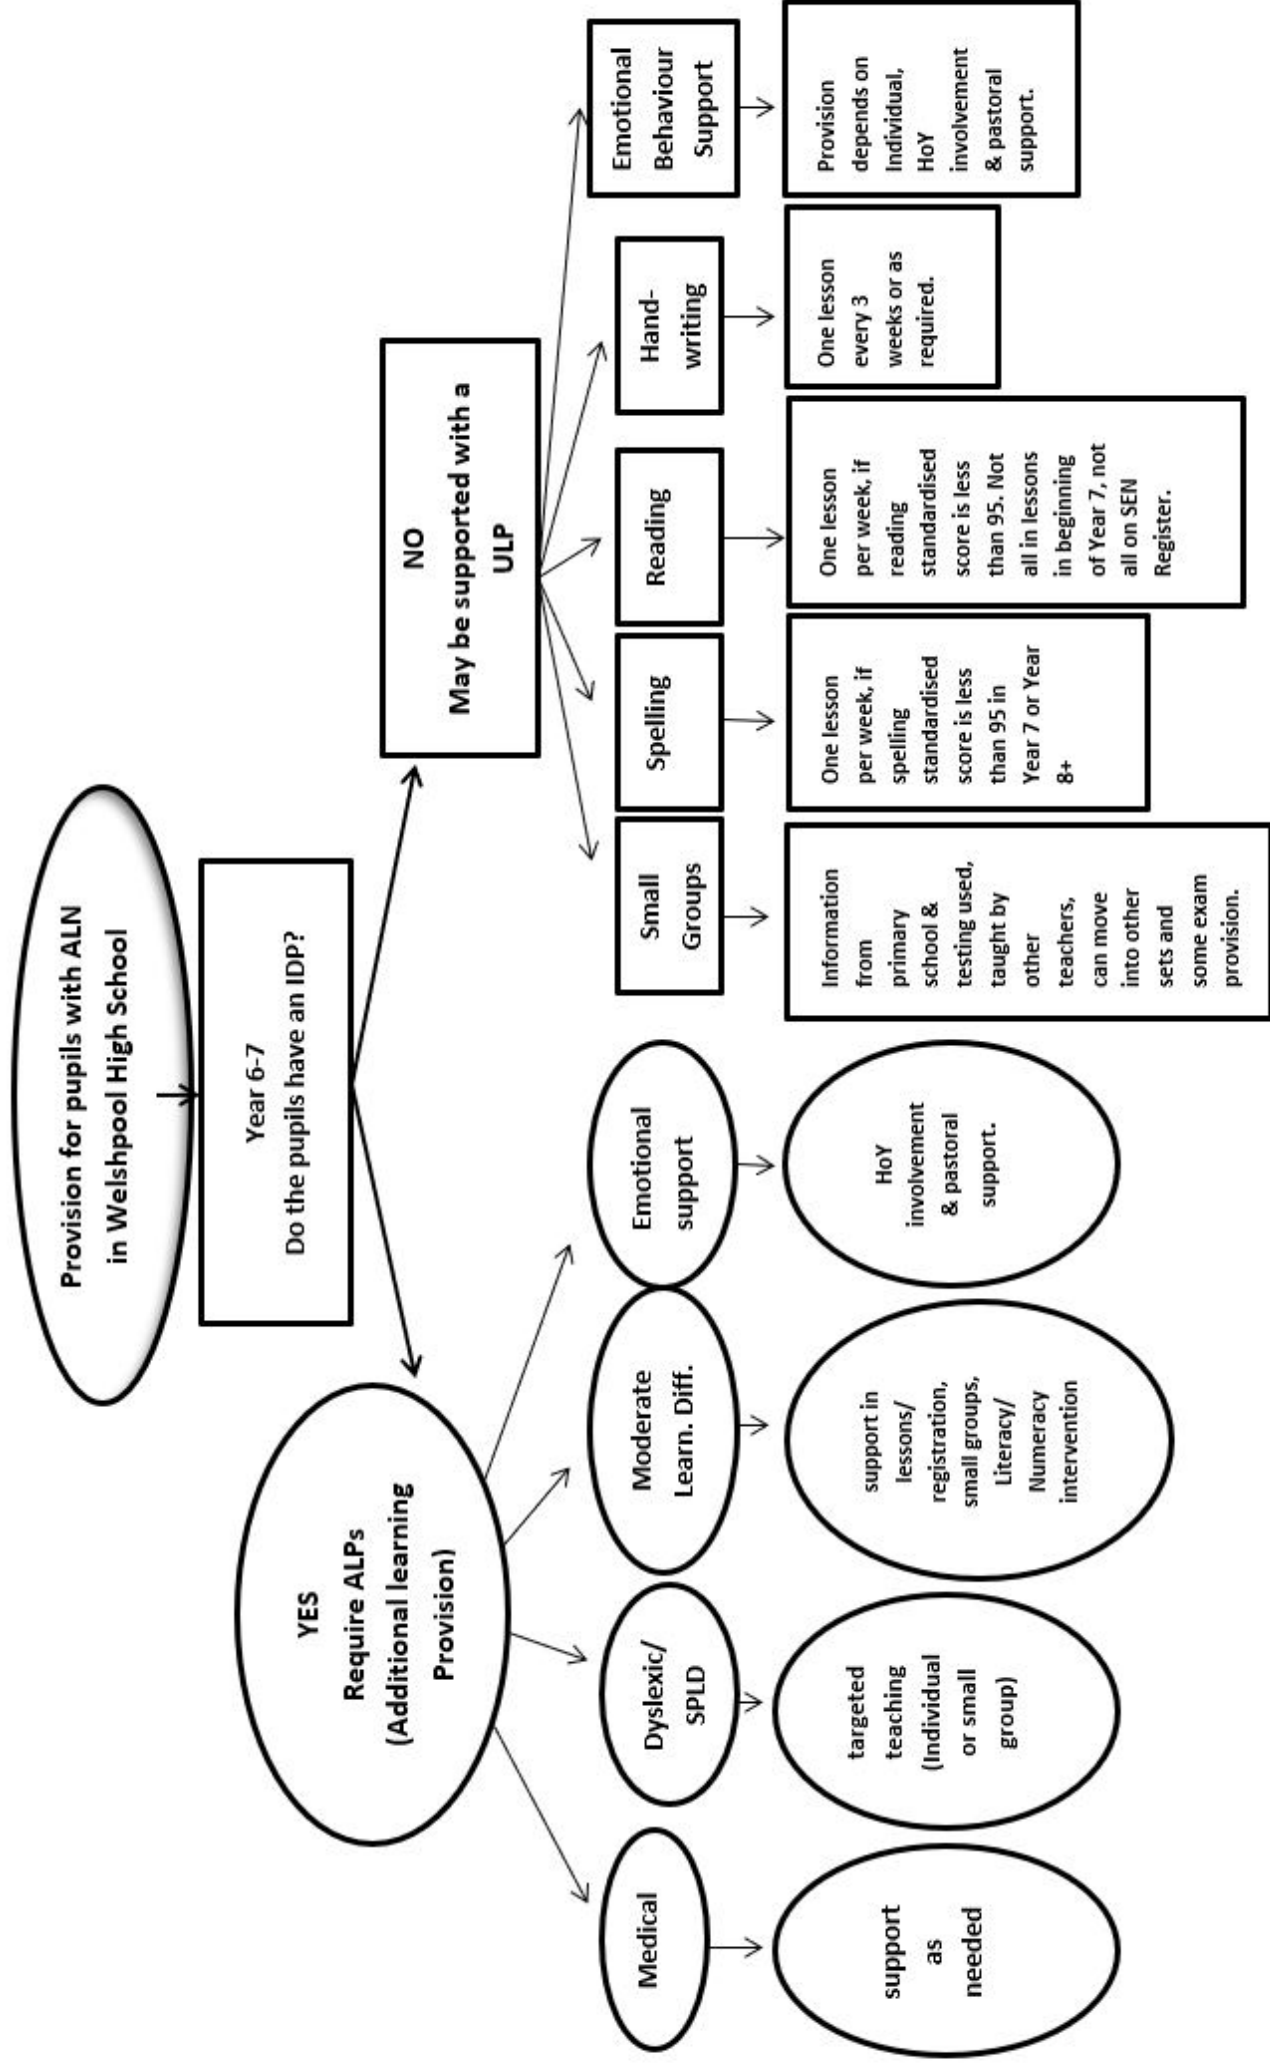 Provision for pupils with ALN
in Welshpool High School
Year 6-7
Do the pupils have an IDP?
YES
Require ALPs
(Additional learning
Provision)
NO
May be supported with a
ULP
Medical
Dyslexic/
SPLD
Moderate
Learn. Diff.
Emotional
support
Small
Groups
Spelling
Reading
Hand-
writing
Emotional
Behaviour
Support
support
as
needed
targeted
teaching
(Individual
or small
group)
support in
lessons/
registration,
small groups,
Literacy/
Numeracy
intervention
HoY
involvement
& pastoral
support.
Information
from
primary
school &
testing used,
taught by
other
teachers,
can move
into other
sets and
some exam
provision.
One lesson
per week, if
spelling
standardised
score is less
than 95 in
Year 7 or Year
8+
One lesson
per week, if
reading
standardised
score is less
than 95. Not
all in lessons
in beginning
of Year 7, not
all on SEN
Register.
One lesson
every 3
weeks or as
required.
Provision
depends on
Individual,
HoY
involvement
& pastoral
support.